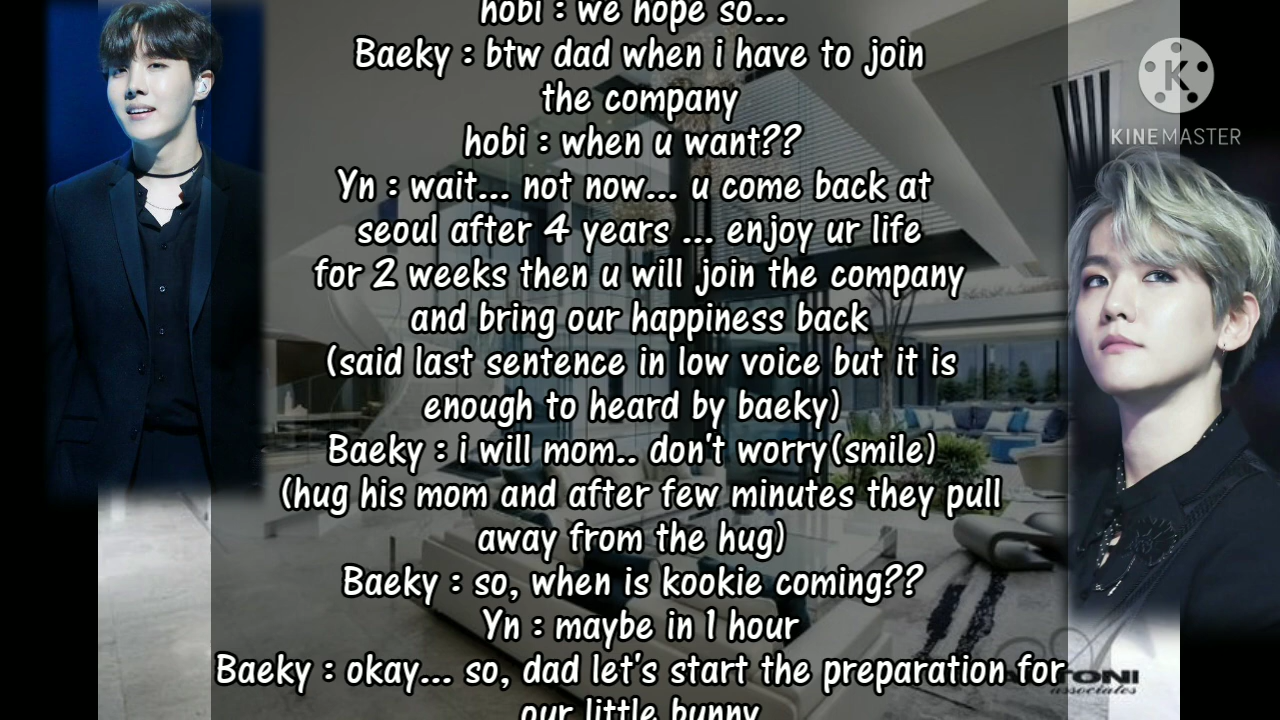 hobi : we hope so...
Baeky : btw dad when i have to join
the company
hobi : when u want??
Yn : wait... not now... u come back at
seoul after 4 years ... enjoy ur life
for 2 weeks then u will join the company
and bring our happiness back
(said last sentence in low voice but it is
enough to heard by baeky)
Baeky : i will mom.. don't worry(smile)
(hug his mom and after few minutes they pull
away from the hug)
Baeky : so, when is kookie coming??
Yn : maybe in 1 hour
Baeky : okay... so, dad let's start the preparation for
our little bunny
K
KINEMASTER
associates